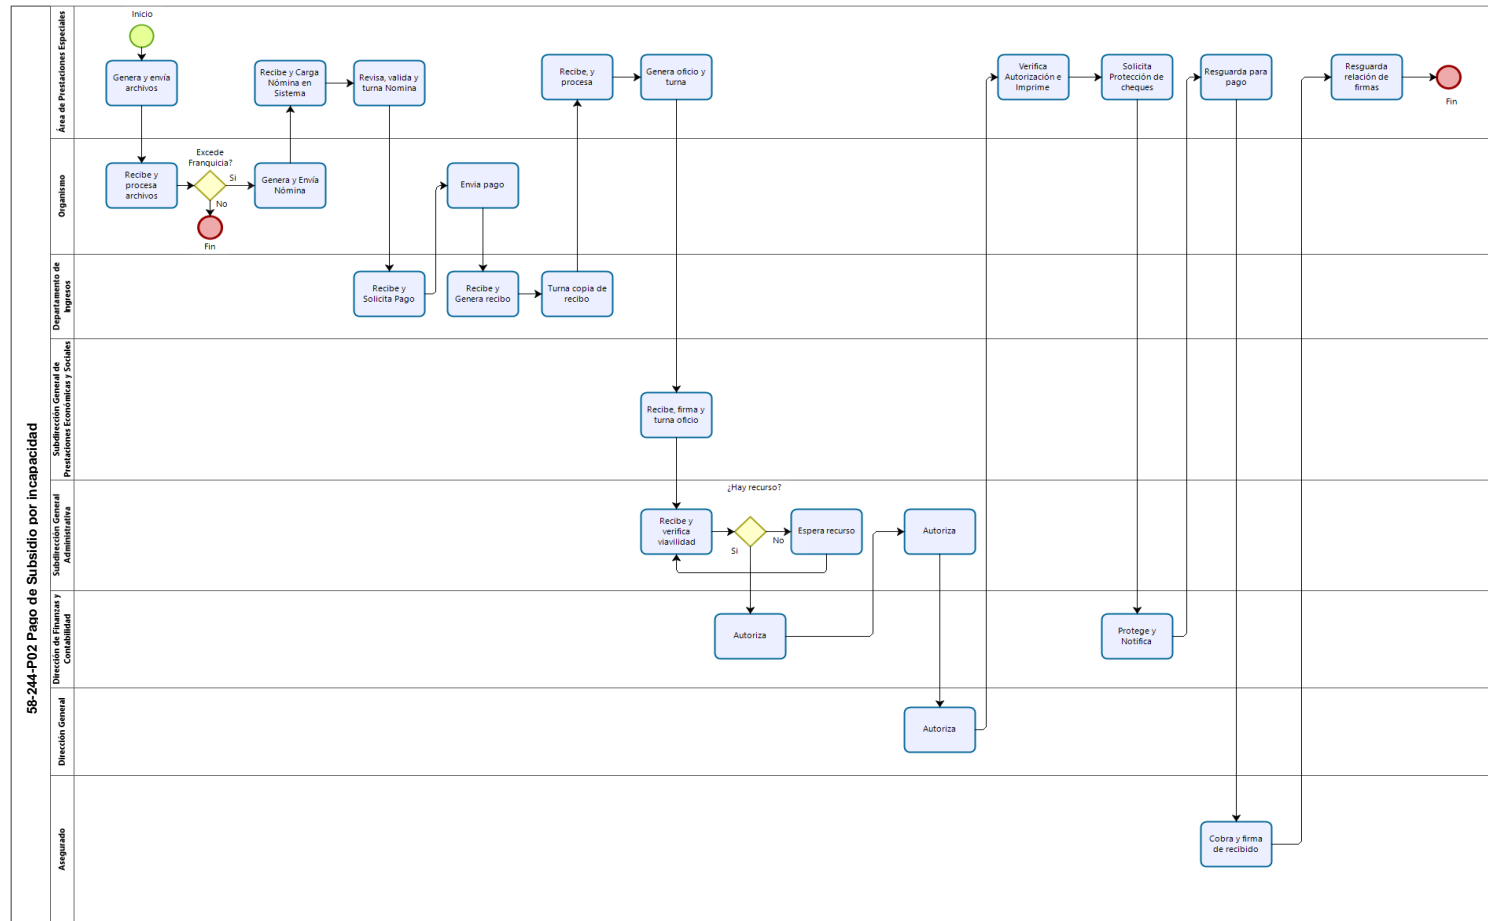 58-244-P02 Pago de Subsidio por incapacidad
Área de Prestaciones Especiales
Inicio
Genera y envía
archivos
Recibe y Carga
Nómina en
Sistema
Revisa, valida y
turna Nomina
Recibe, y
procesa
Genera oficio y
turna
Verifica
Autorización e
Imprime
Solicita
Protección de
cheques
Resguarda para
pago
Resguarda
relación de
firmas
Fin
Organismo
Recibe y
procesa
archivos
Excede
Franquicia?
Si
No
Fin
Genera y Envía
Nómina
Envia pago
Departamento de
Ingresos
Recibe y
Solicita Pago
Recibe y
Genera recibo
Turna copia de
recibo
Subdirección General de
Prestaciones Económicas y Sociales
Recibe, firma y
turna oficio
Subdirección General
Administrativa
Recibe y
verifica
viavilidad
¿Hay recurso?
Si
No
Espera recurso
Autoriza
Dirección de Finanzas y
Contabilidad
Autoriza
Protege y
Notifica
Dirección General
Autoriza
Asegurado
Cobra y firma
de recibido